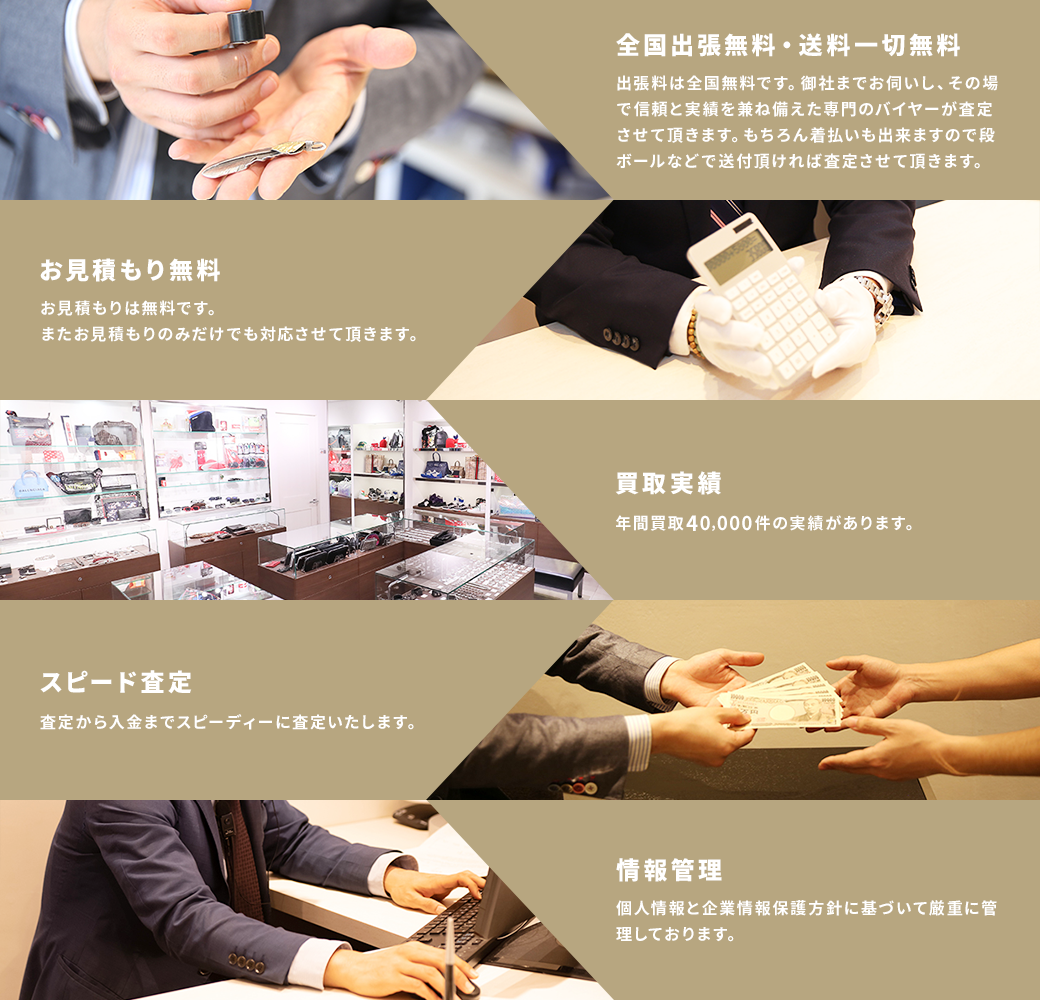 全国出張無料・送料一切無料
出張料は全国無料です。御社までお伺いし、その場
で信頼と実績を兼ね備えた専門のバイヤーが査定
させて頂きます。もちろん着払いも出来ますので段
ボールなどで送付頂ければ査定させて頂きます。
お見積もり無料
お見積もりは無料です。
またお見積もりのみだけでも対応させて頂きます。
買取実績
年間買取40,000件の実績があります。
スピード査定
査定から入金までスピーディーに査定いたします。
情報管理
個人情報と企業情報保護方針に基づいて厳重に管
理しております。